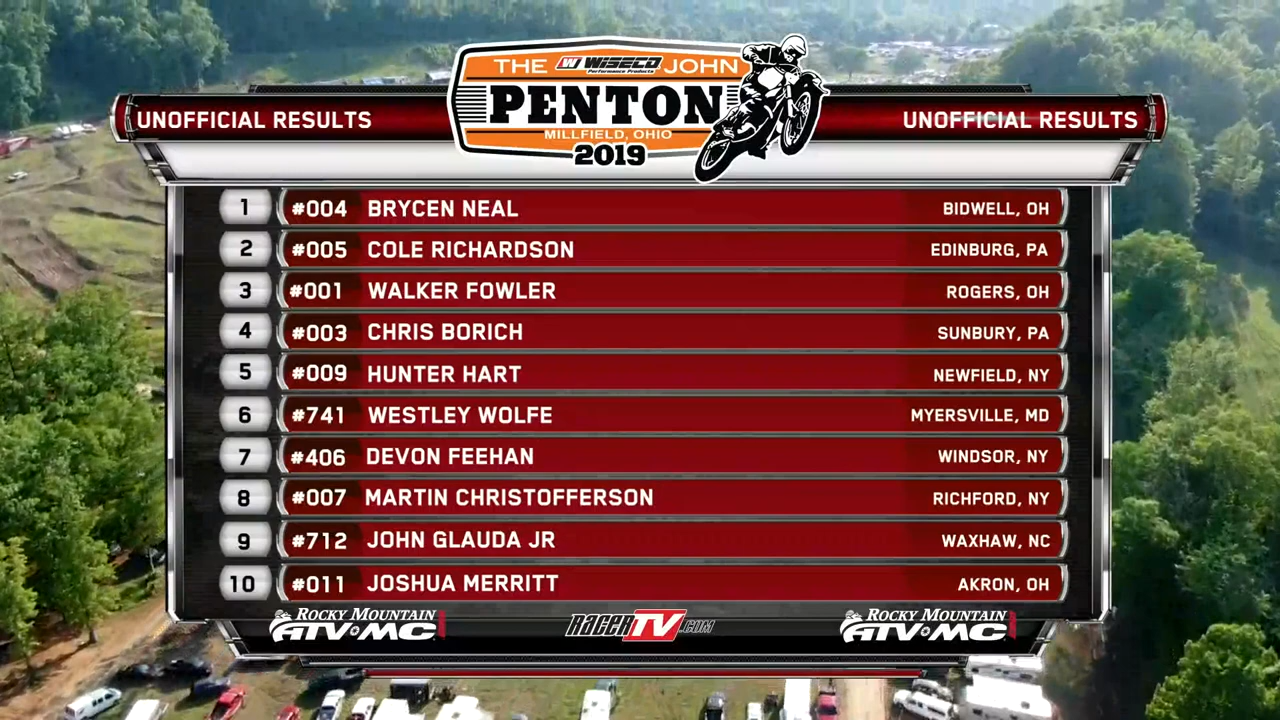 THE WISECO JOHN
Performance Products
PENTON
MILLFIELD, OHIO
2019
UNOFFICIAL RESULTS UNOFFICIAL RESULTS
1 #004 BRYCEN NEAL BIDWELL, OH
2 #005 COLE RICHARDSON EDINBURG, PA
3 #001 WALKER FOWLER ROGERS, OH
4 #003 CHRIS BORICH SUNBURY, PA
5 #009 HUNTER HART NEWFIELD, NY
6 #741 WESTLEY WOLFE MYERSVILLE, MD
7 #406 DEVON FEEHAN WINDSOR, NY
8 #007 MARTIN CHRISTOFFERSON RICHFORD, NY
9 #712 JOHN GLAUDA JR WAXHAW, NC
10 #011 JOSHUA MERRITT AKRON, OH
ROCKY MOUNTAIN ATV MC RACERTV.COM ROCKY MOUNTAIN ATV MC